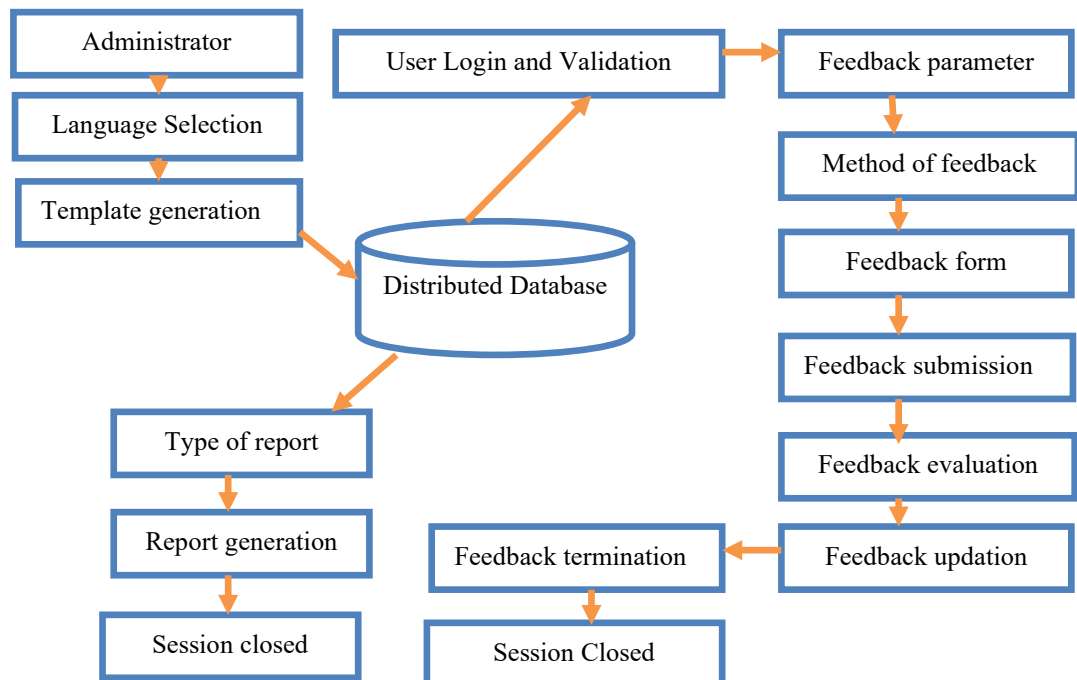 Administrator
Language Selection
Template generation
Distributed Database
User Login and Validation
Feedback parameter
Method of feedback
Feedback form
Feedback submission
Feedback evaluation
Feedback updation
Feedback termination
Session Closed
Type of report
Report generation
Session closed